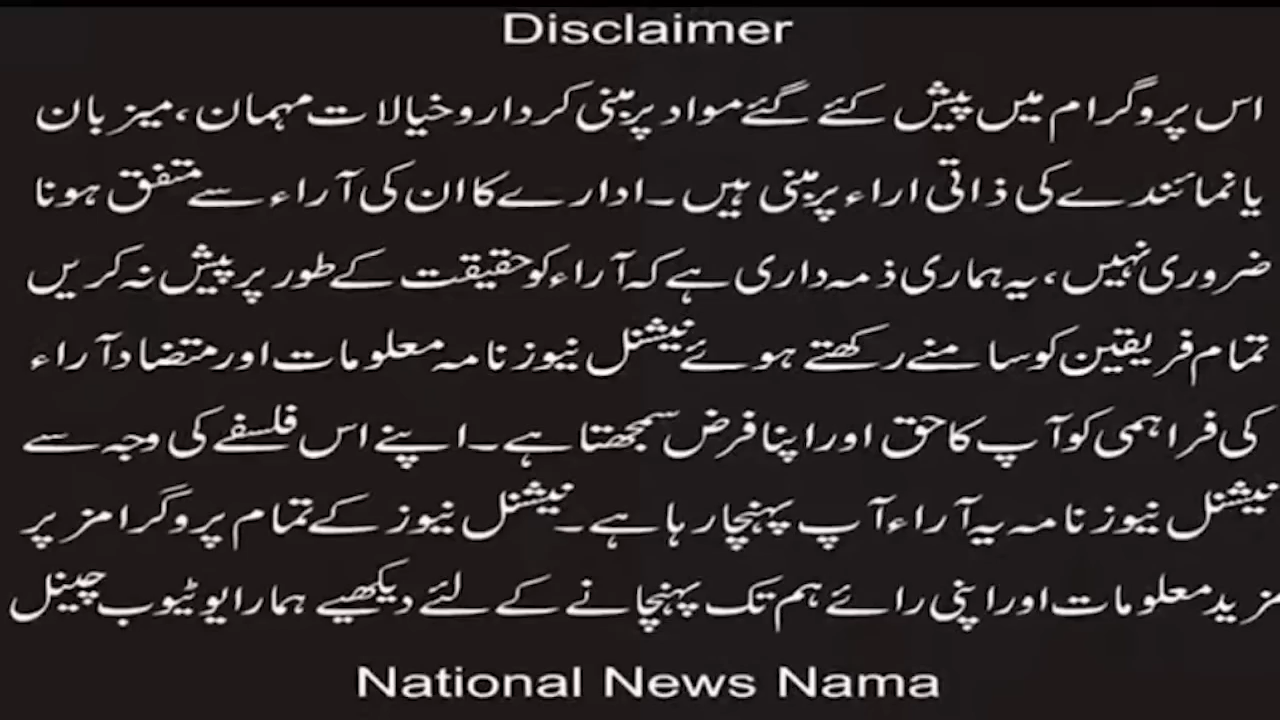 Disclaimer
اس پروگرام میں پیش کئے گئے مواد پر مبنی کردار و خیالات مہمان، میزبان
یا نمائندے کی ذاتی اراء پر مبنی ہیں۔ ادارے کا ان کی آراء سے متفق ہونا
ضروری نہیں، یہ ہماری ذمہ داری ہے کہ آراء کو حقیقت کے طور پر پیش نہ کریں
تمام فریقین کو سامنے رکھتے ہوئے نیشنل نیوز نامہ معلومات اور متضاد آراء
کی فراہمی کو آپ کا حق اور اپنا فرض سمجھتا ہے۔ اپنے اس فلسفے کی وجہ سے
نیشنل نیوز نامہ یہ آراء آپ پہنچا رہا ہے۔ نیشنل نیوز کے تمام پروگرامز پر
مزید معلومات اور اپنی رائے ہم تک پہنچانے کے لئے دیکھیے ہمارا یوٹیوب چینل
National News Nama